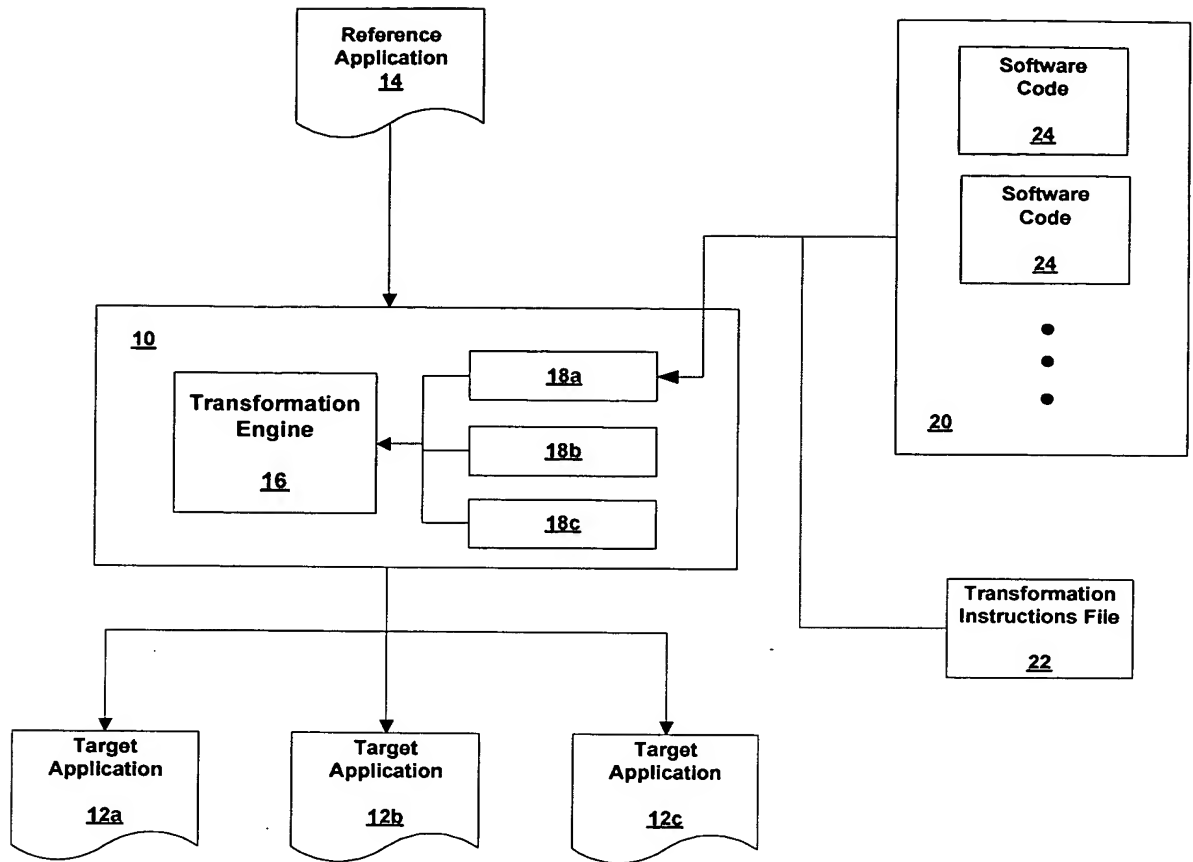 Reference
Application
14
Software
Code
24
Software
Code
24
20
10
Transformation
Engine
16
18a
18b
18c
Transformation
Instructions File
22
Target
Application
12a
Target
Application
12b
Target
Application
12c